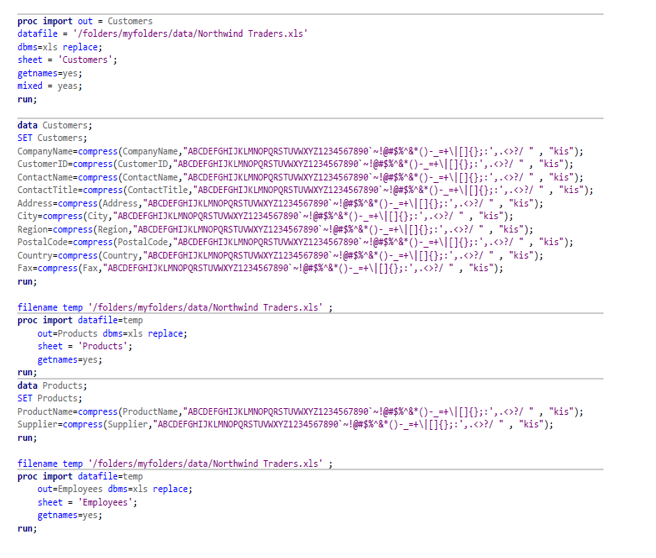 proc import out = Customers
datafile = '/folders/myfolders/data/Northwind Traders.xls'
dbms=xls replace;
sheet = 'Customers';
getnames=yes;
mixed = yeas;
run;
data Customers;
SET Customers;
CompanyName=compress(CompanyName,"ABCDEFGHIJKLMNOPQRSTUVWXYZ1234567890`~!@#$%^&*()-_=+\|[]{};:',.<>?/ " , "kis");
CustomerID=compress(CustomerID,"ABCDEFGHIJKLMNOPQRSTUVWXYZ1234567890`~!@#$%^&*()-_=+\|[]{};:',.<>?/ " , "kis");
ContactName=compress(ContactName,"ABCDEFGHIJKLMNOPQRSTUVWXYZ1234567890`~!@#$%^&*()-_=+\|[]{};:',.<>?/ " , "kis");
ContactTitle=compress(ContactTitle,"ABCDEFGHIJKLMNOPQRSTUVWXYZ1234567890`~!@#$%^&*()-_=+\|[]{};:',.<>?/ " , "kis");
Address=compress(Address,"ABCDEFGHIJKLMNOPQRSTUVWXYZ1234567890`~!@#$%^&*()-_=+\|[]{};:',.<>?/ " , "kis");
City=compress(City,"ABCDEFGHIJKLMNOPQRSTUVWXYZ1234567890`~!@#$%^&*()-_=+\|[]{};:',.<>?/ " , "kis");
Region=compress(Region,"ABCDEFGHIJKLMNOPQRSTUVWXYZ1234567890`~!@#$%^&*()-_=+\|[]{};:',.<>?/ " , "kis");
PostalCode=compress(PostalCode,"ABCDEFGHIJKLMNOPQRSTUVWXYZ1234567890`~!@#$%^&*()-_=+\|[]{};:',.<>?/ " , "kis");
Country=compress(Country,"ABCDEFGHIJKLMNOPQRSTUVWXYZ1234567890`~!@#$%^&*()-_=+\|[]{};:',.<>?/ " , "kis");
Fax=compress(Fax,"ABCDEFGHIJKLMNOPQRSTUVWXYZ1234567890`~!@#$%^&*()-_=+\|[]{};:',.<>?/ " , "kis");
run;
filename temp '/folders/myfolders/data/Northwind Traders.xls' ;
proc import datafile=temp
out=Products dbms=xls replace;
sheet = 'Products';
getnames=yes;
run;
data Products;
SET Products;
ProductName=compress(ProductName,"ABCDEFGHIJKLMNOPQRSTUVWXYZ1234567890`~!@#$%^&*()-_=+\|[]{};:',.<>?/ " , "kis");
Supplier=compress(Supplier,"ABCDEFGHIJKLMNOPQRSTUVWXYZ1234567890`~!@#$%^&*()-_=+\|[]{};:',.<>?/ " , "kis");
run;
filename temp '/folders/myfolders/data/Northwind Traders.xls' ;
proc import datafile=temp
out=Employees dbms=xls replace;
sheet = 'Employees';
getnames=yes;
run;